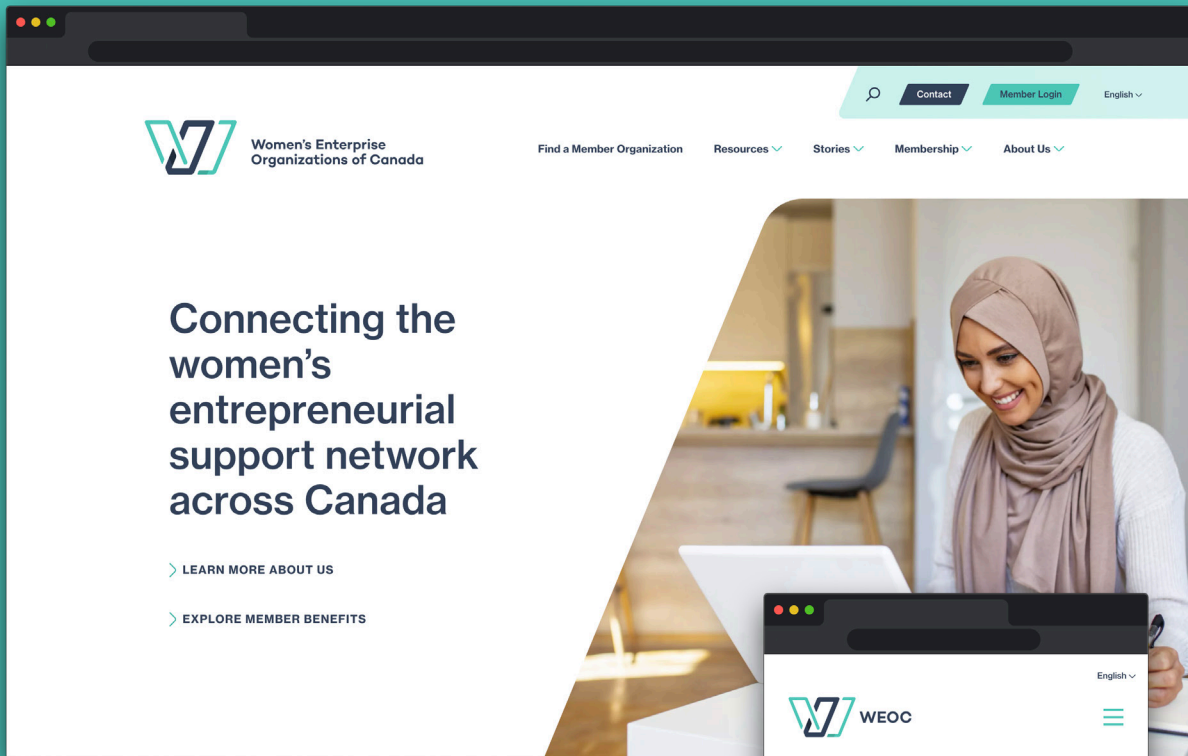 Contact
Member Login
English
Women's Enterprise
Organizations of Canada
Find a Member Organization
Resources
Stories
Membership
About Us
Connecting the
women's
entrepreneurial
support network
across Canada
LEARN MORE ABOUT US
EXPLORE MEMBER BENEFITS
English
WEOC